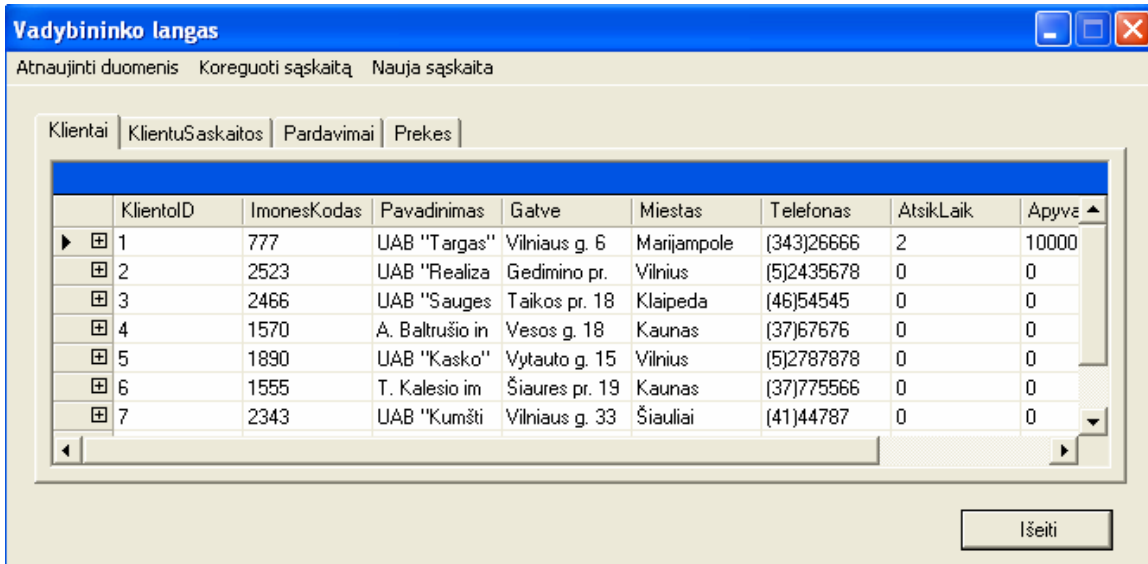 Vadybininko langas
Atnaujinti duomenis Koreguoti sąskaitą Nauja sąskaita
Klientai KlientuSaskaitos Pardavimai Prekes
KlientoID ImonesKodas Pavadinimas Gatve Miestas Telefonas AtsikLaik Apyva
1 777 UAB "Targas" Vilniaus g. 6 Marijampole (343)26666 2 10000
2 2523 UAB "Realiza Gedimino pr. Vilnius (5)2435678 0 0
3 2466 UAB "Sauges Taikos pr. 18 Klaipeda (46)54545 0 0
4 1570 A. Baltrušio in Vesos g. 18 Kaunas (37)67676 0 0
5 1890 UAB "Kasko" Vytauto g. 15 Vilnius (5)2787878 0 0
6 1555 T. Kalesio im Šiaures pr. 19 Kaunas (37)775566 0 0
7 2343 UAB "Kumšti Vilniaus g. 33 Šiauliai (41)44787 0 0
Išeiti